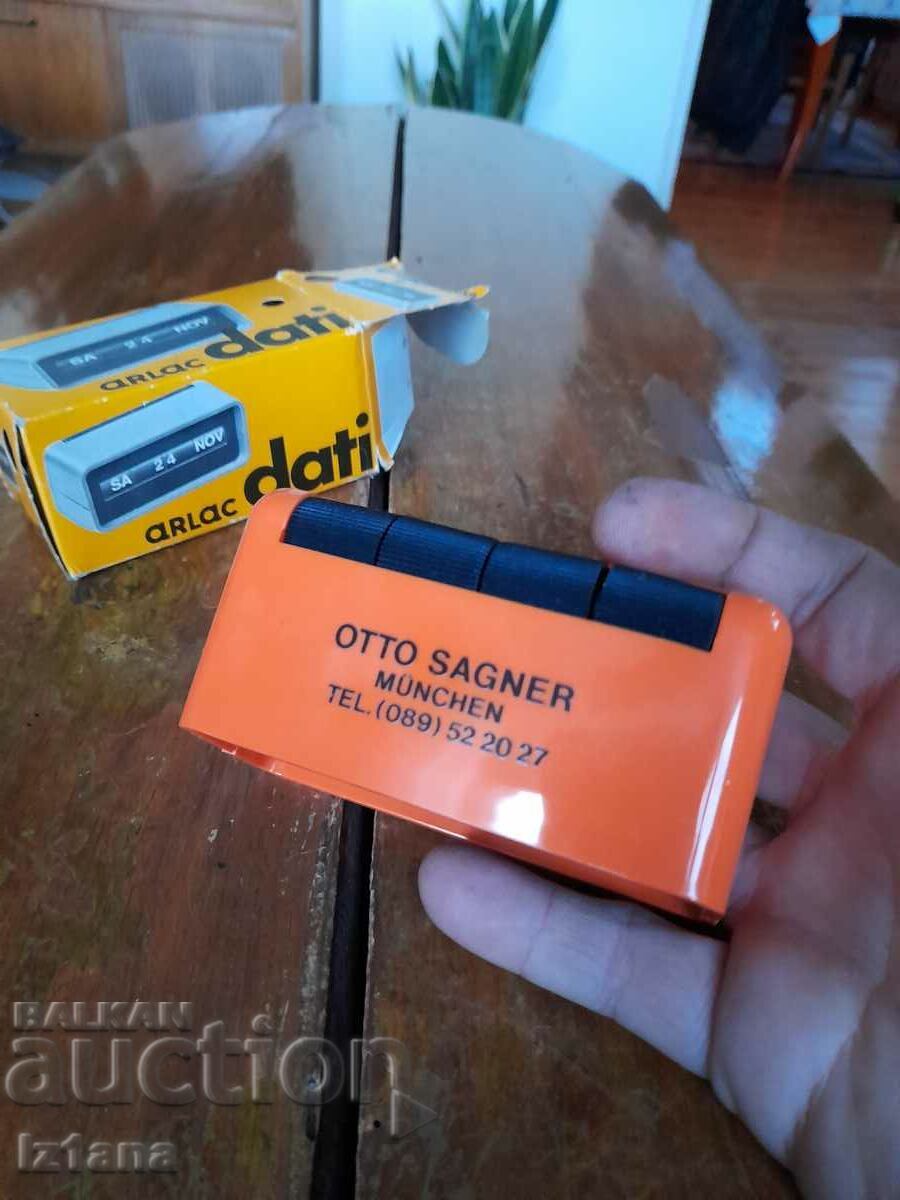 SA 24 NOV
ARLAC dati
SA 24 NOV
ARLAC dati
OTTO SAGNER
MÜNCHEN
TEL. (089) 52 20 27
BALKAN
auction
Iz1ana